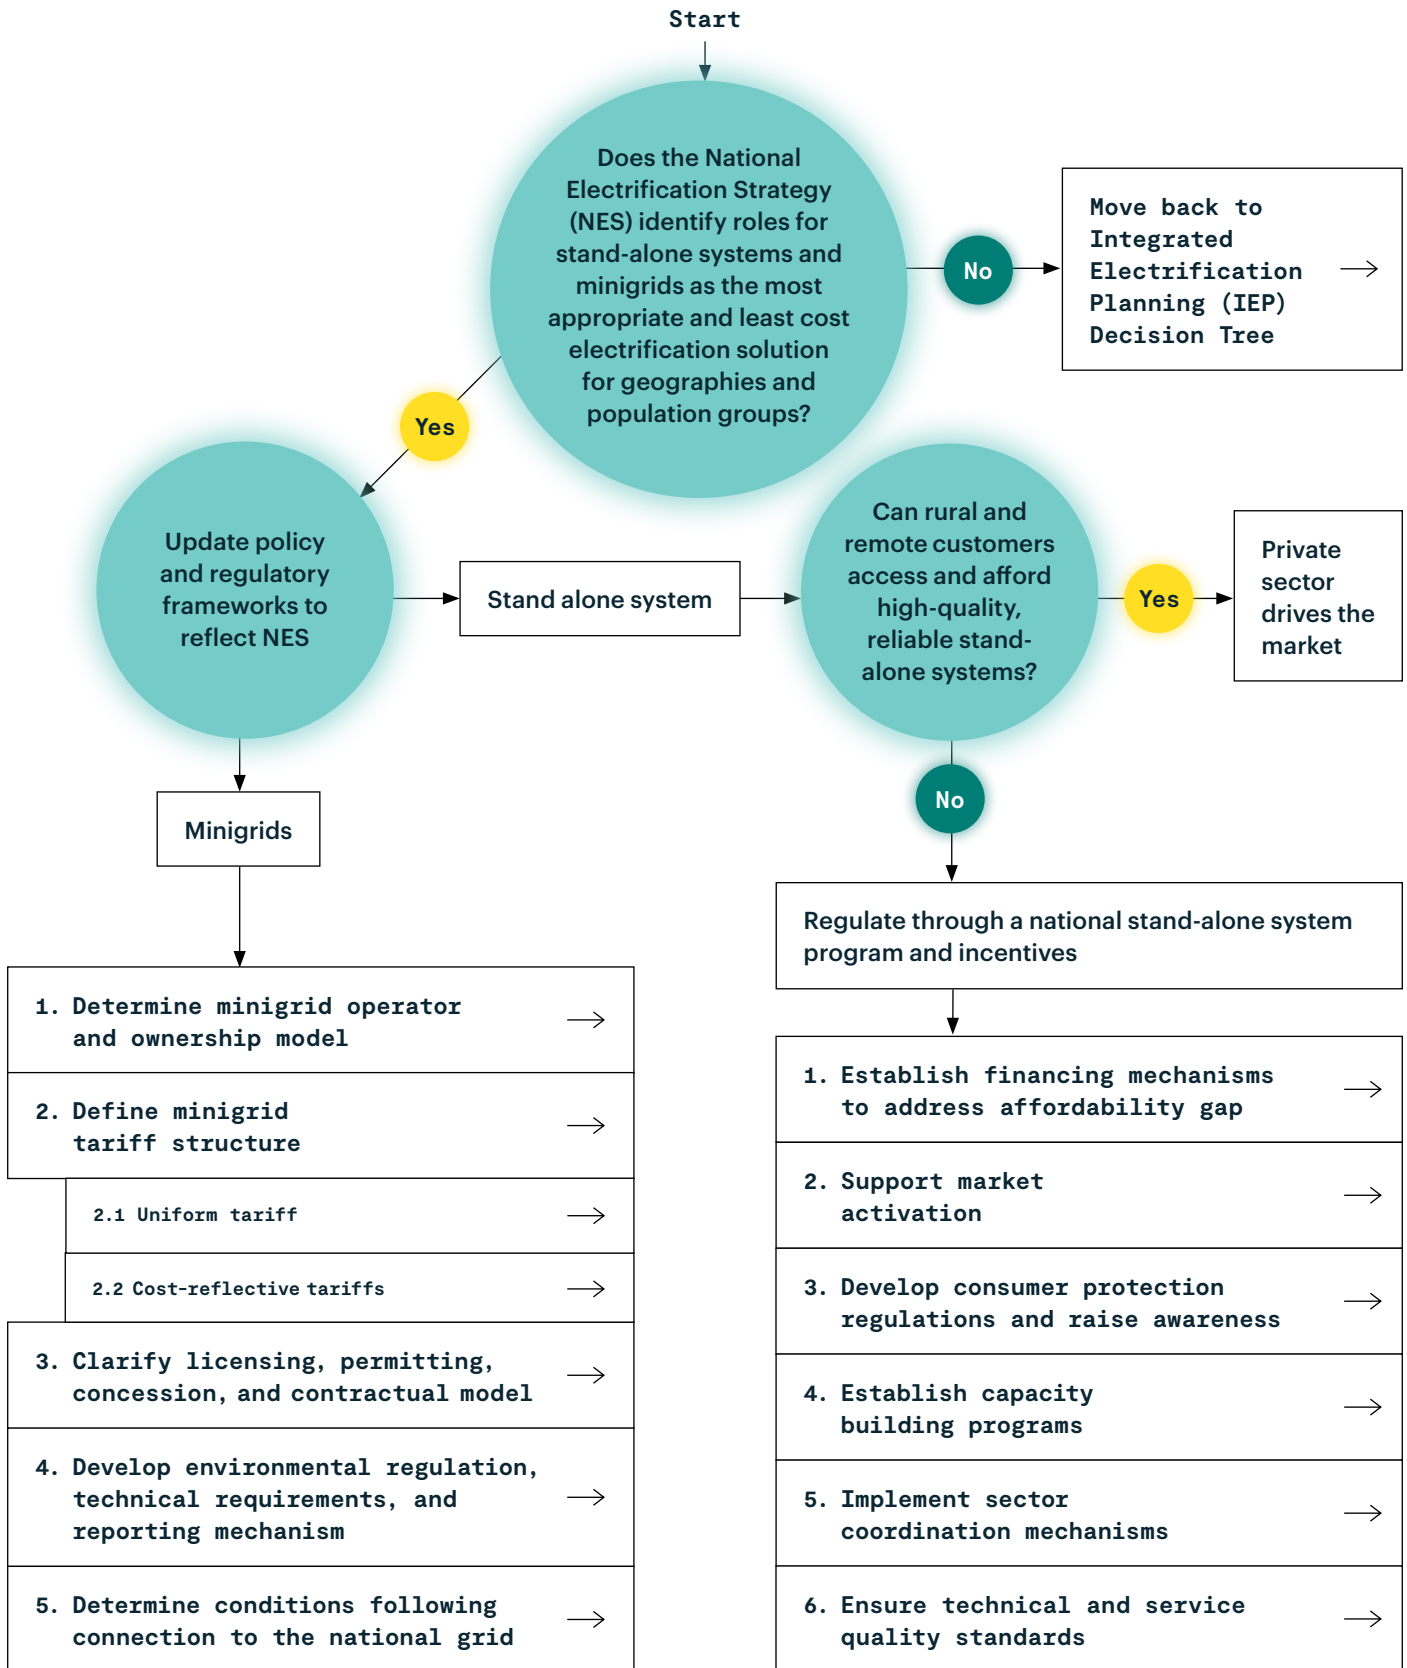 Start
Does the National
Electrification Strategy
(NES) identify roles for
stand-alone systems and
minigrids as the most
appropriate and least cost
electrification solution
for geographies and
population groups?
No
Move back to
Integrated
Electrification
Planning (IEP)
Decision Tree
Yes
Update policy
and regulatory
frameworks to
reflect NES
Stand alone system
Can rural and
remote customers
access and afford
high-quality,
reliable stand-
alone systems?
Yes
Private
sector
drives the
market
No
Minigrids
1. Determine minigrid operator
and ownership model
2. Define minigrid
tariff structure
2.1 Uniform tariff
2.2 Cost-reflective tariffs
3. Clarify licensing, permitting,
concession, and contractual model
4. Develop environmental regulation,
technical requirements, and
reporting mechanism
5. Determine conditions following
connection to the national grid
Regulate through a national stand-alone system
program and incentives
1. Establish financing mechanisms
to address affordability gap
2. Support market
activation
3. Develop consumer protection
regulations and raise awareness
4. Establish capacity
building programs
5. Implement sector
coordination mechanisms
6. Ensure technical and service
quality standards